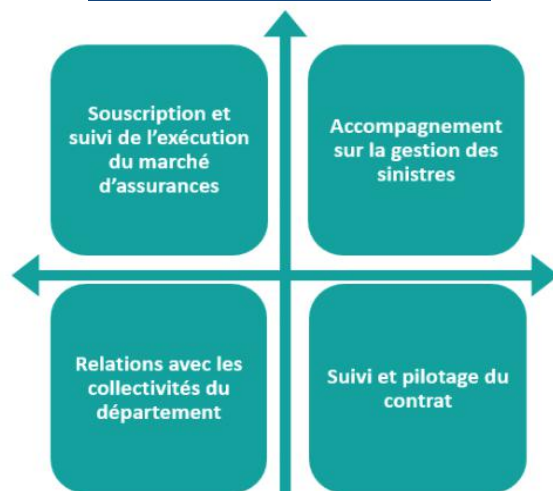 Souscription et
suivi de l'exécution
du marché
d'assurances
Accompagnement
sur la gestion des
sinistres
Relations avec les
collectivités du
département
Suivi et pilotage du
contrat